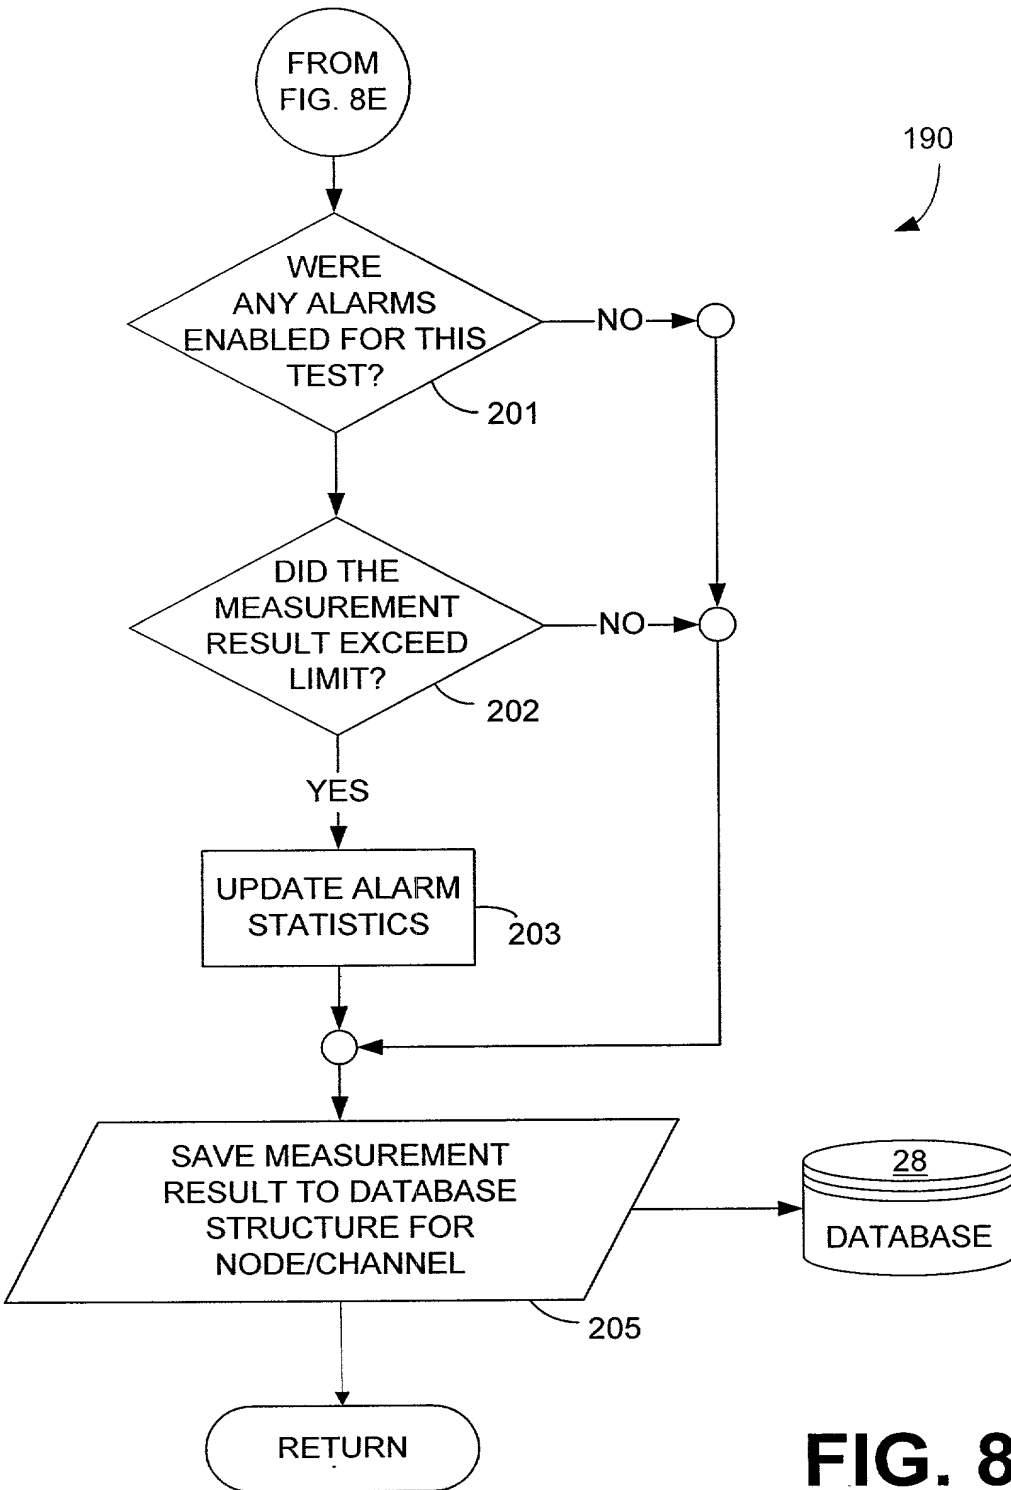 FROM
FIG. 8E
190
WERE
ANY ALARMS
ENABLED FOR THIS
TEST?
NO
201
DID THE
MEASUREMENT
RESULT EXCEED
LIMIT?
NO
202
YES
UPDATE ALARM
STATISTICS
203
SAVE MEASUREMENT
RESULT TO DATABASE
STRUCTURE FOR
NODE/CHANNEL
28
DATABASE
205
RETURN
FIG. 8